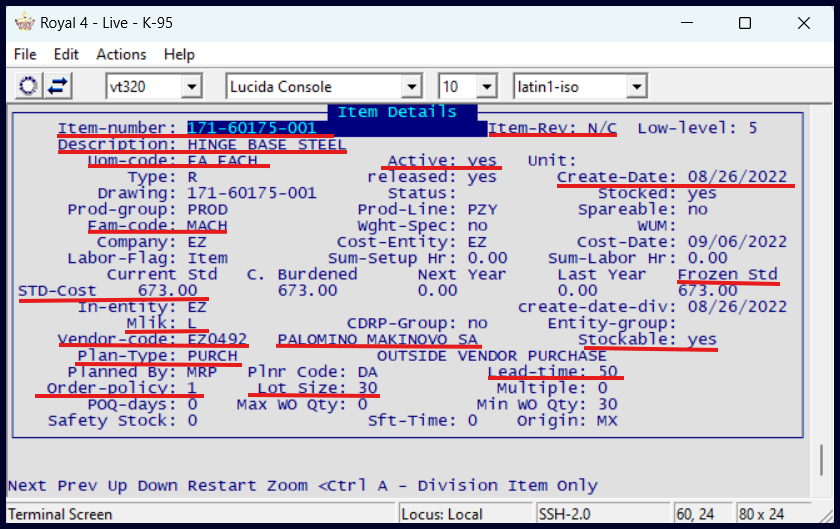 Royal 4 - Live - K-95
File Edit Actions Help
vt320 Lucida Console 10 latin1-iso
Item Details
Item-number: 171-60175-001 Item-Rev: N/C Low-level: 5
Description: HINGE BASE STEEL
Uom-code: EA EACH Active: yes Unit:
Type: R released: yes Create-Date: 08/26/2022
Drawing: 171-60175-001 Status: Stocked: yes
Prod-group: PROD Prod-Line: PZY Spareable: no
Fam-code: MACH Wght-Spec: no WUM:
Company: EZ Cost-Entity: EZ Cost-Date: 09/06/2022
Labor-Flag: Item Sum-Setup Hr: 0.00 Sum-Labor Hr: 0.00
Current Std C. Burdened Next Year Last Year Frozen Std
STD-Cost 673.00 673.00 0.00 0.00 673.00
In-entity: EZ create-date-div: 08/26/2022
Mlik: L CDRP-Group: no Entity-group:
Vendor-code: EZ0492 PALOMINO MAKINOVO SA Stockable: yes
Plan-Type: PURCH OUTSIDE VENDOR PURCHASE
Planned By: MRP Plnr Code: DA Lead-time: 50
Order-policy: 1 Lot Size: 30 Multiple: 0
POQ-days: 0 Max WO Qty: 0 Min WO Qty: 30
Safety Stock: 0 Sft-Time: 0 Origin: MX
Next Prev Up Down Restart Zoom <Ctrl A - Division Item Only
Terminal Screen Locus: Local SSH-2.0 60, 24 80 x 24